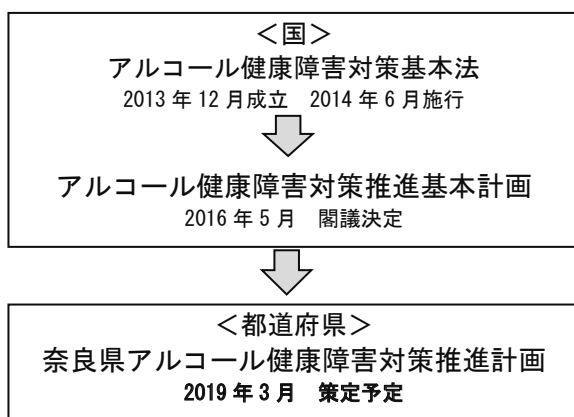 ＜国＞
アルコール健康障害対策基本法
2013 年 12 月成立　2014 年 6 月施行
アルコール健康障害対策推進基本計画
2016 年 5 月　閣議決定
＜都道府県＞
奈良県アルコール健康障害対策推進計画
2019 年 3 月　策定予定